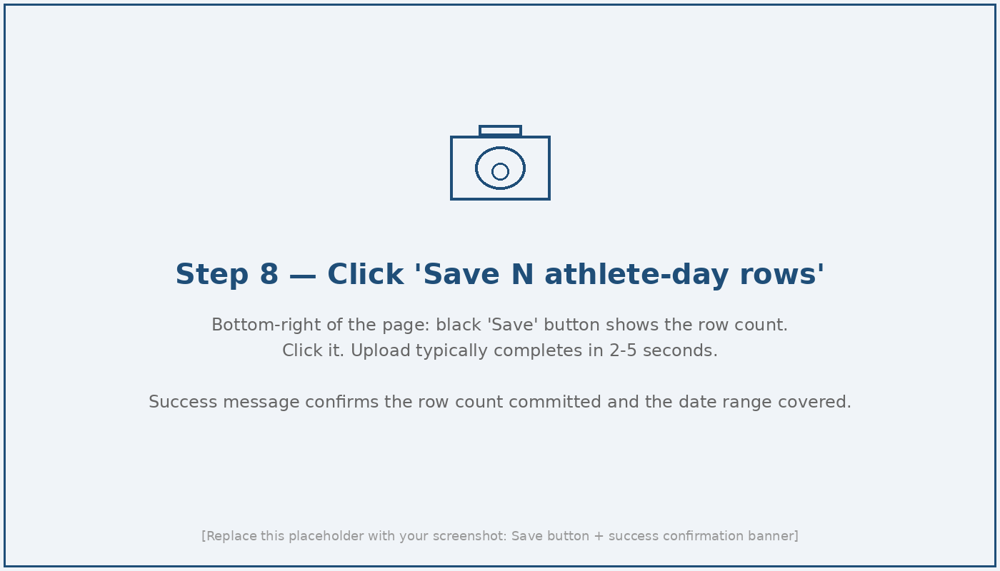 Step 8 — Click 'Save N athlete-day rows'
Bottom-right of the page: black 'Save' button shows the row count.
Click it. Upload typically completes in 2-5 seconds.
Success message confirms the row count committed and the date range covered.
[Replace this placeholder with your screenshot: Save button + success confirmation banner]